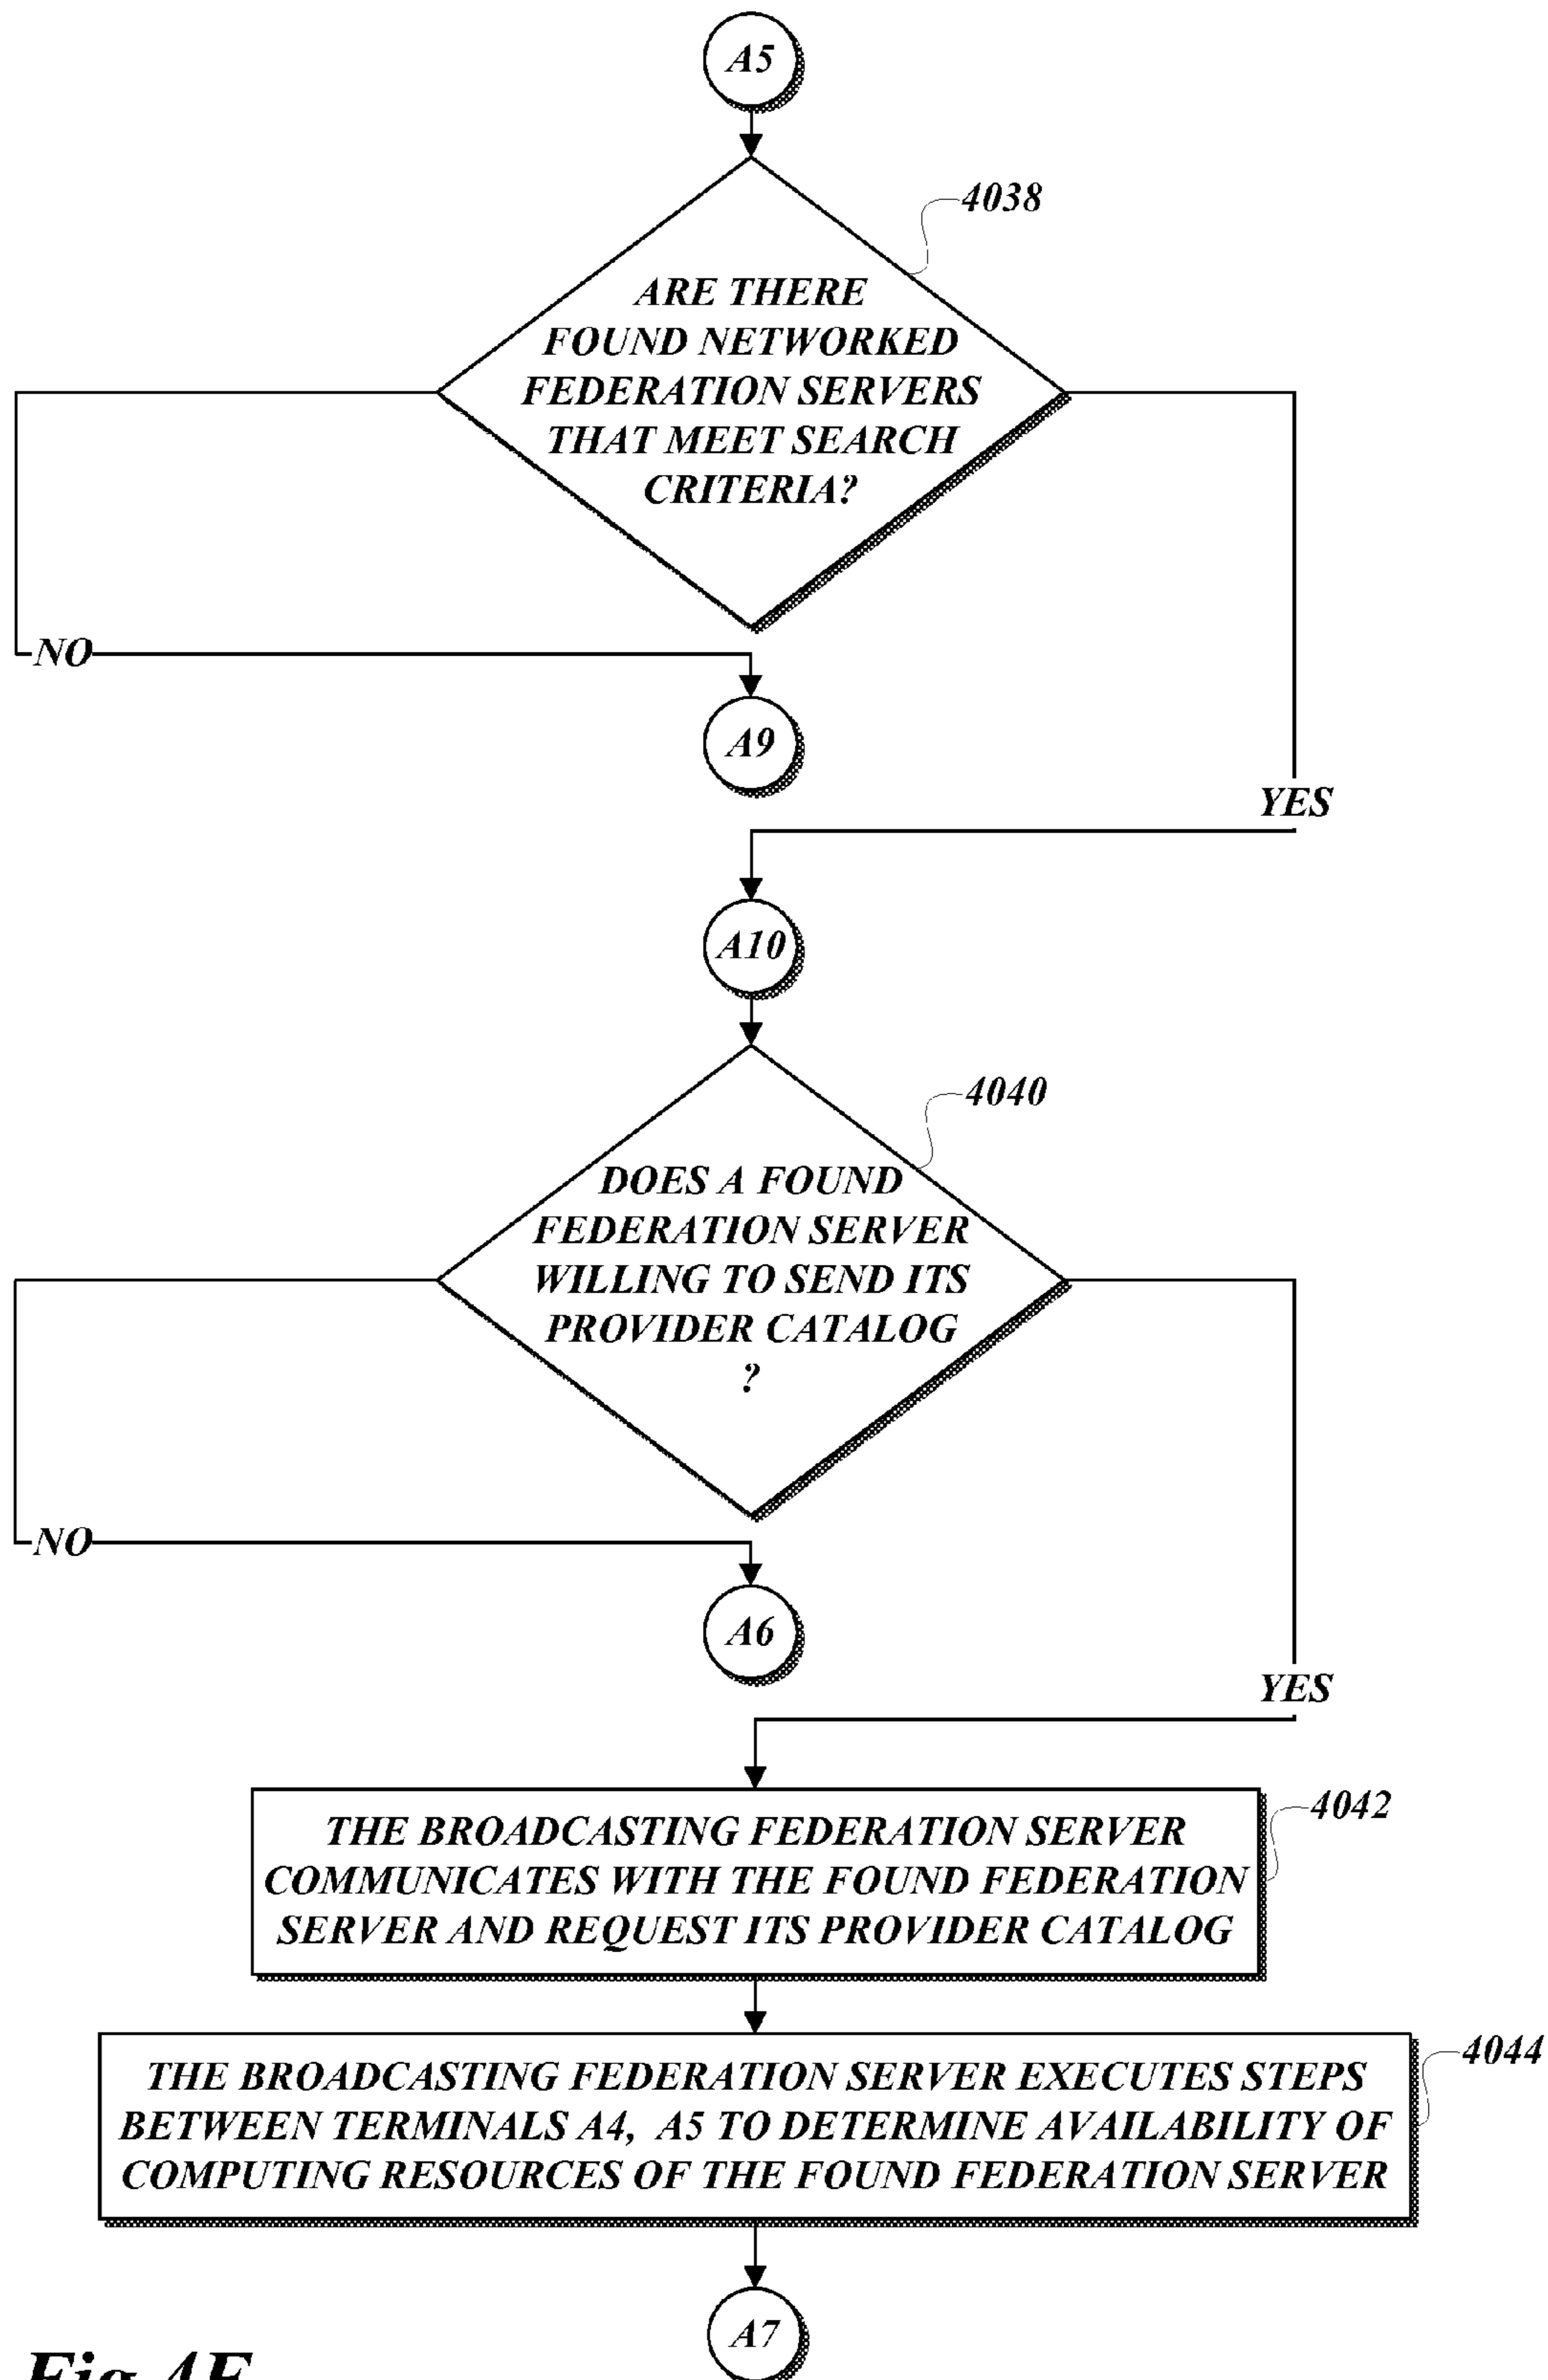 A5
4038
ARE THERE
FOUND NETWORKED
FEDERATION SERVERS
THAT MEET SEARCH
CRITERIA?
NO
A9
YES
A10
4040
DOES A FOUND
FEDERATION SERVER
WILLING TO SEND ITS
PROVIDER CATALOG
?
NO
A6
YES
4042
THE BROADCASTING FEDERATION SERVER
COMMUNICATES WITH THE FOUND FEDERATION
SERVER AND REQUEST ITS PROVIDER CATALOG
4044
THE BROADCASTING FEDERATION SERVER EXECUTES STEPS
BETWEEN TERMINALS A4, A5 TO DETERMINE AVAILABILITY OF
COMPUTING RESOURCES OF THE FOUND FEDERATION SERVER
A7